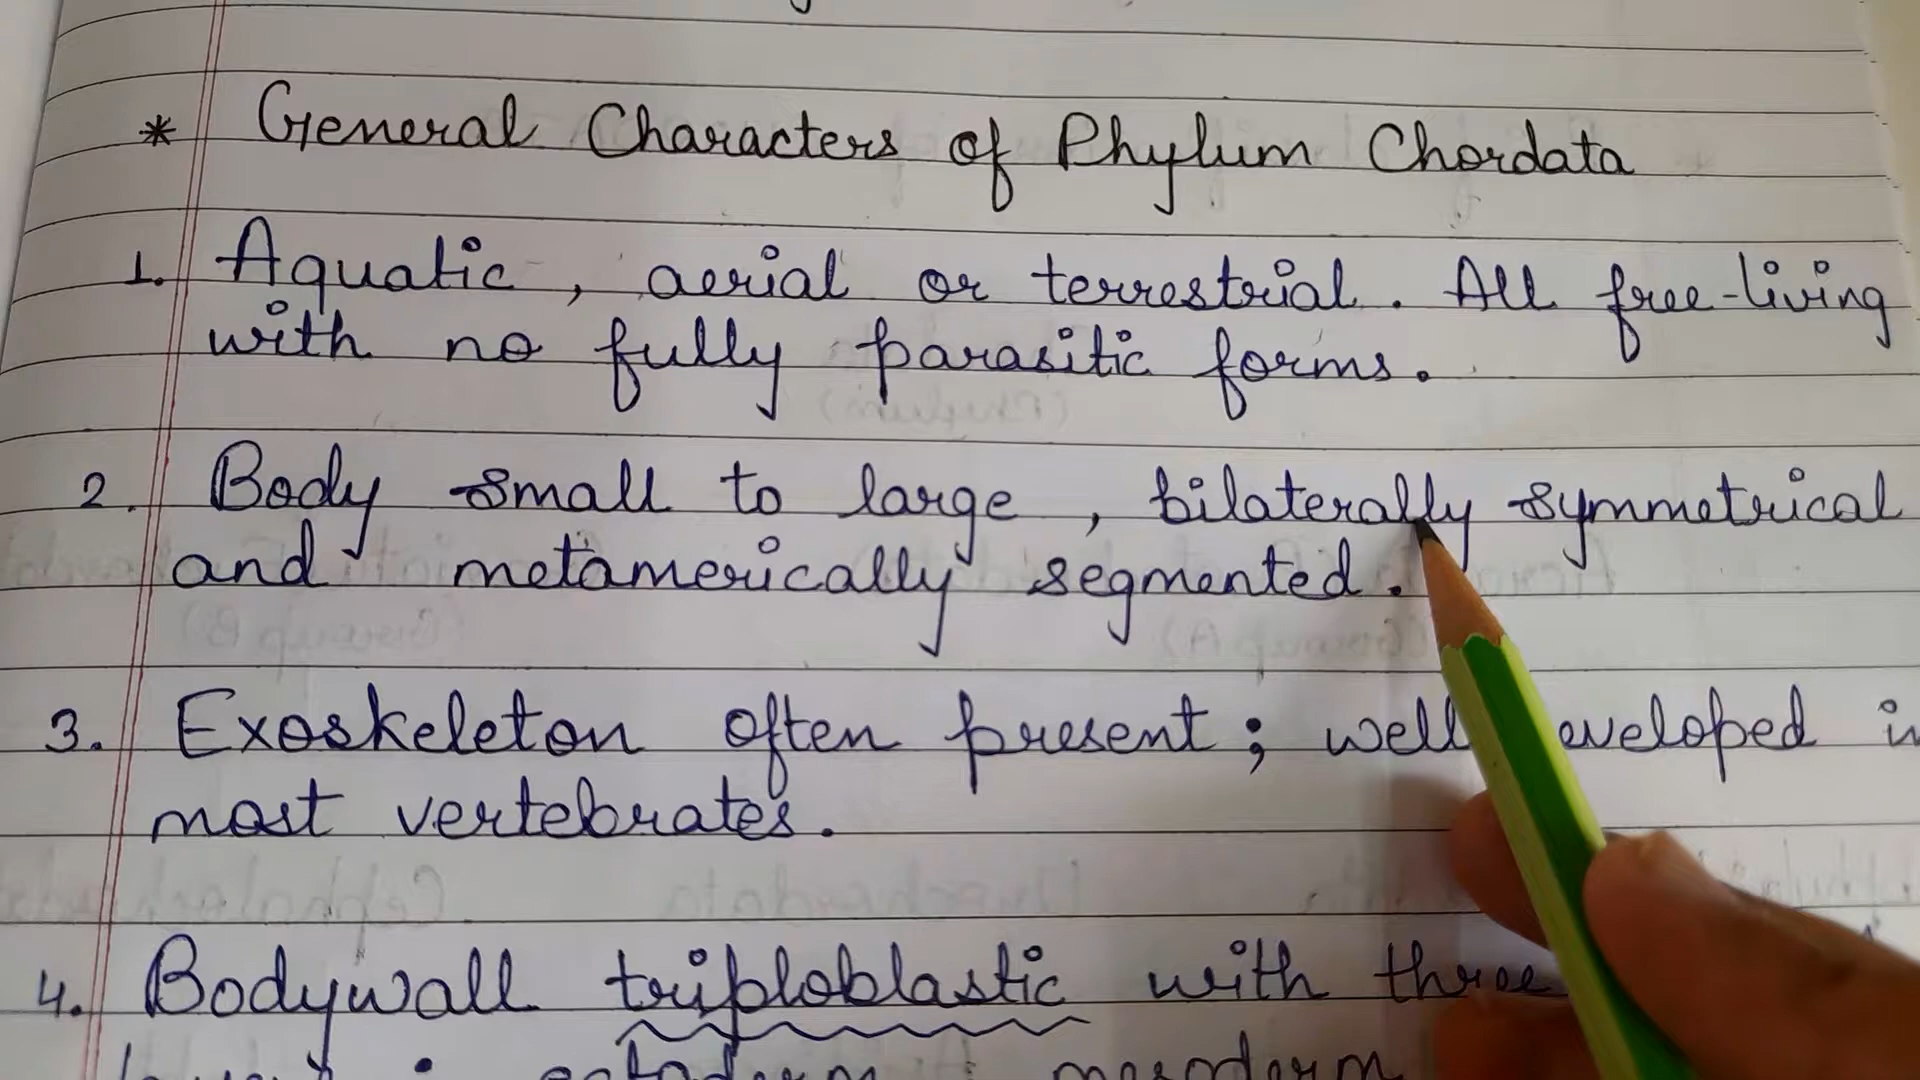 * General Characters of Phylum Chordata
1. Aquatic, aerial or terrestrial. All free-living
with no fully parasitic forms.
2. Body small to large, bilaterally symmetrical
and metamerically segmented.
3. Exoskeleton often present; well
most vertebrates.
4. Bodywall triploblastic with three